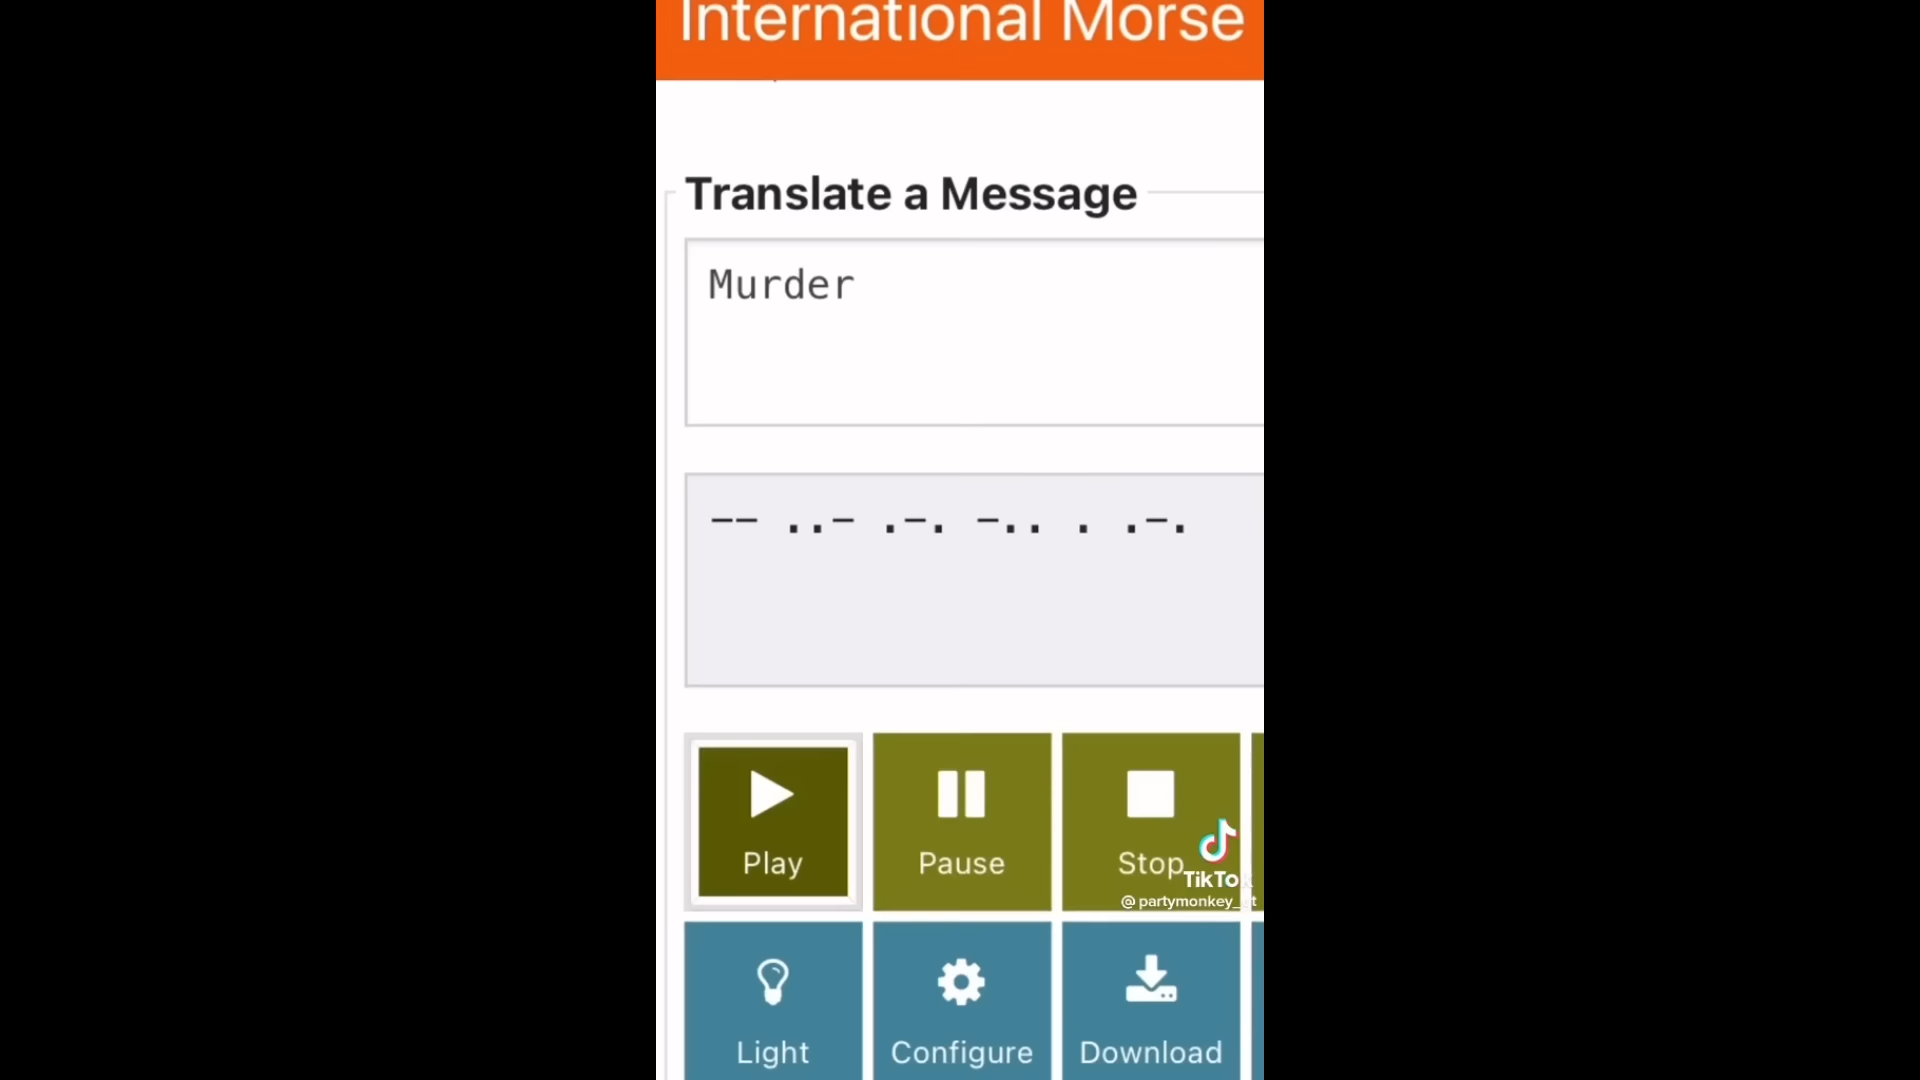 International Morse
Translate a Message
Murder
-- ..- .-. -.. . .-.
Play
Pause
Stop
TikTok
Light
Configure
Download